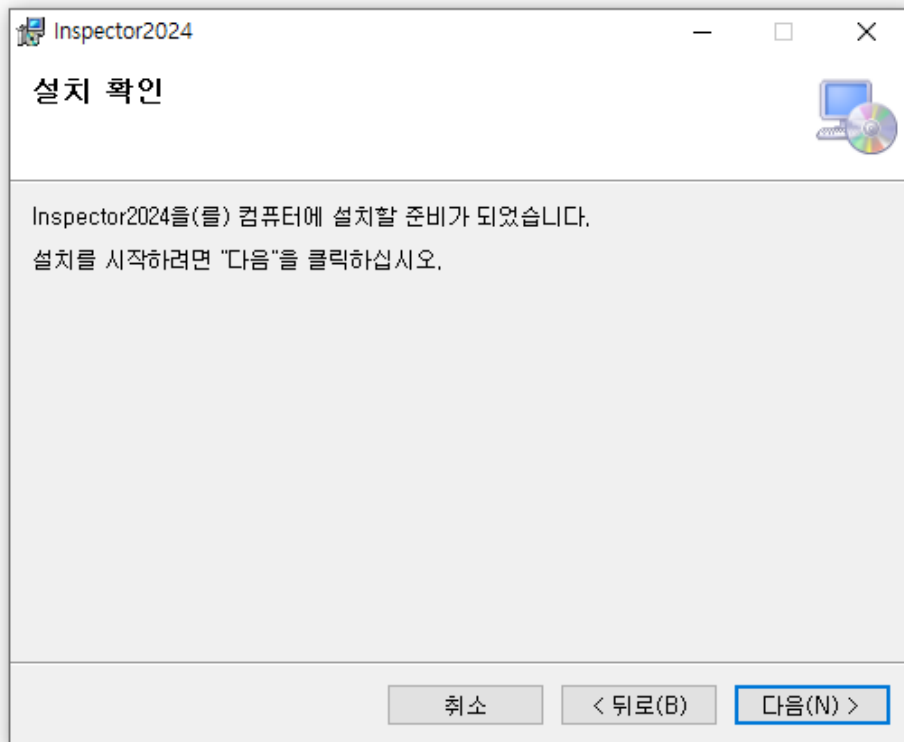 Inspector2024
설치 확인
Inspector2024을(를) 컴퓨터에 설치할 준비가 되었습니다.
설치를 시작하려면 "다음"을 클릭하십시오.
취소
< 뒤로(B)
다음(N) >